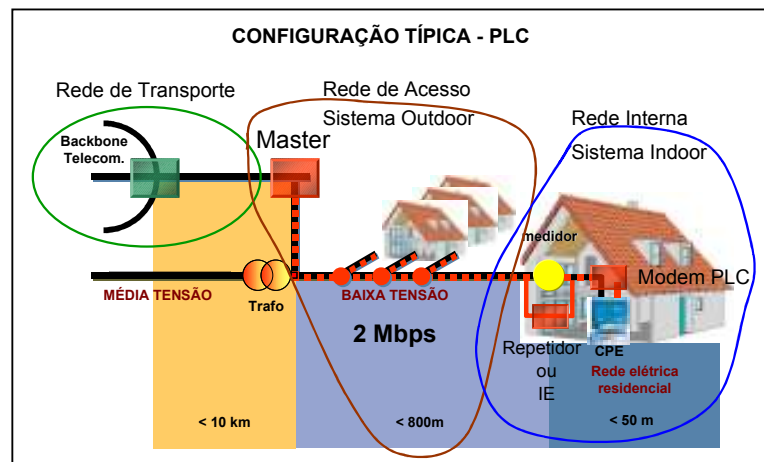 CONFIGURAÇÃO TÍPICA - PLC
Rede de Transporte
Rede de Acesso
Sistema Outdoor
Rede Interna
Sistema Indoor
Backbone
Telecom.
Master
medidor
Modem PLC
MÉDIA TENSÃO
Trafo
BAIXA TENSÃO
2 Mbps
Repetidor
ou
IE
CPE
Rede elétrica
residencial
< 10 km
< 800m
< 50 m